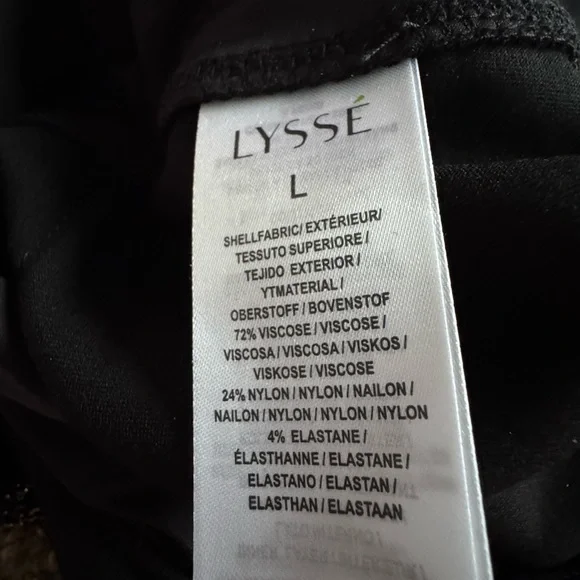 LYSSÉ
L
SHELLFABRIC/ EXTÉRIEUR/
TESSUTO SUPERIORE /
TEJIDO EXTERIOR /
YTMATERIAL /
OBERSTOFF / BOVENSTOF
72% VISCOSE / VISCOSE /
VISCOSA / VISCOSA / VISKOS /
VISKOSE / VISCOSE
24% NYLON / NYLON / NAILON /
NAILON / NYLON / NYLON / NYLON
4% ELASTANE /
ÉLASTHANNE / ELASTANE /
ELASTANO / ELASTAN /
ELASTHAN / ELASTAAN